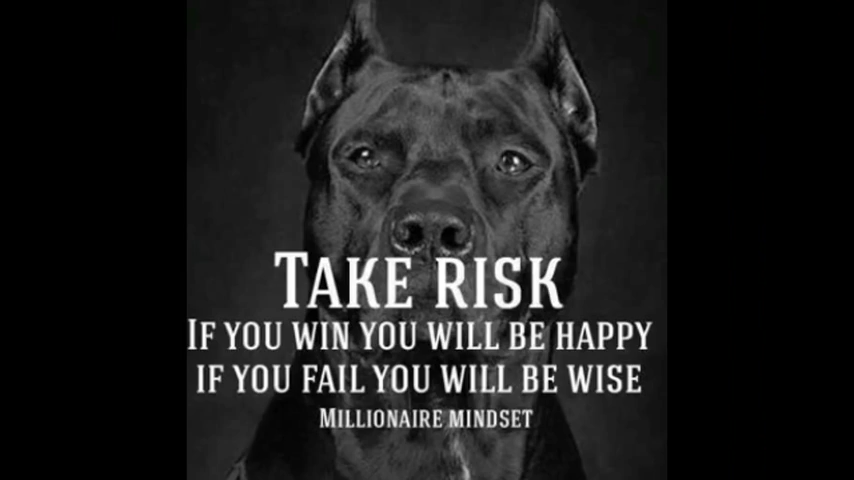 Take risk
If you win you will be happy
if you fail you will be wise
Millionaire mindset